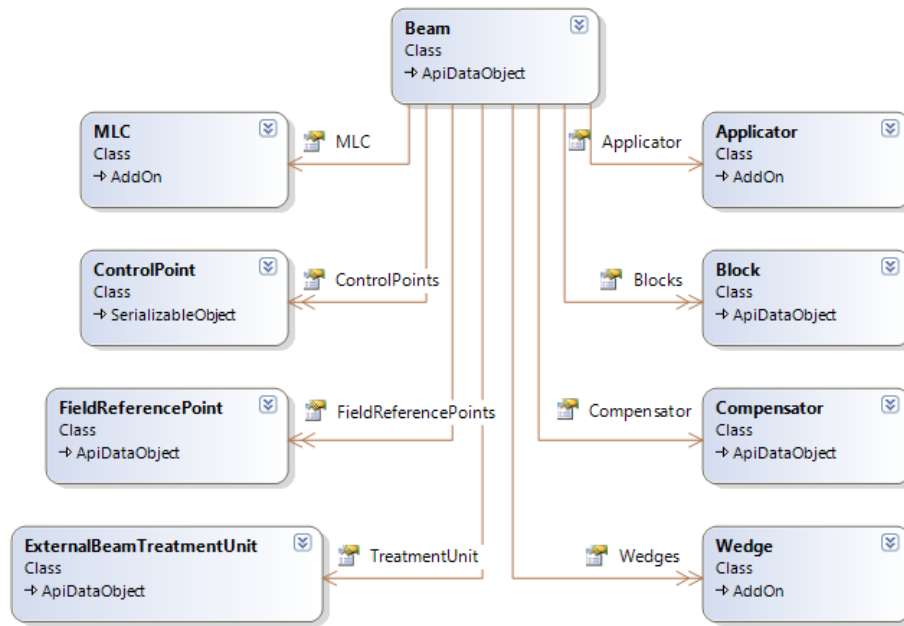 Beam
Class
ApiDataObject
MLC
Class
AddOn
MLC
Applicator
Applicator
Class
AddOn
ControlPoint
Class
SerializableObject
ControlPoints
Blocks
Block
Class
ApiDataObject
FieldReferencePoint
Class
ApiDataObject
FieldReferencePoints
Compensator
Compensator
Class
ApiDataObject
ExternalBeamTreatmentUnit
Class
ApiDataObject
TreatmentUnit
Wedges
Wedge
Class
AddOn